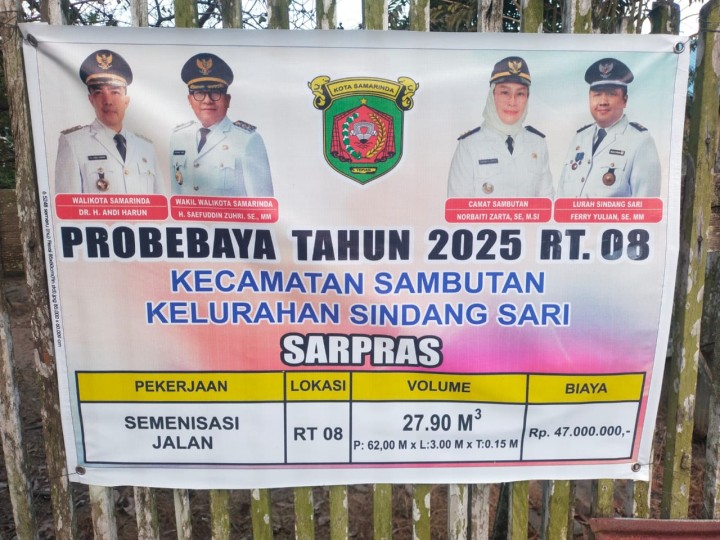 KOTA SAMARINDA
WALIKOTA SAMARINDA
DR. H. ANDI HARUN
WAKIL WALIKOTA SAMARINDA
H. SAEFUDDIN ZUHRI. SE., MM
CAMAT SAMBUTAN
NORBAITI ZARTA, SE, M.SI
LURAH SINDANG SARI
FERRY YULIAN, SE. MM
PROBEBAYA TAHUN 2025 RT. 08
KECAMATAN SAMBUTAN
KELURAHAN SINDANG SARI
SARPRAS
PEKERJAAN LOKASI VOLUME BIAYA
SEMENISASI JALAN
RT 08
27.90 M³
P: 62,00 M x L:3.00 M x T:0.15 M
Rp. 47.000.000,-